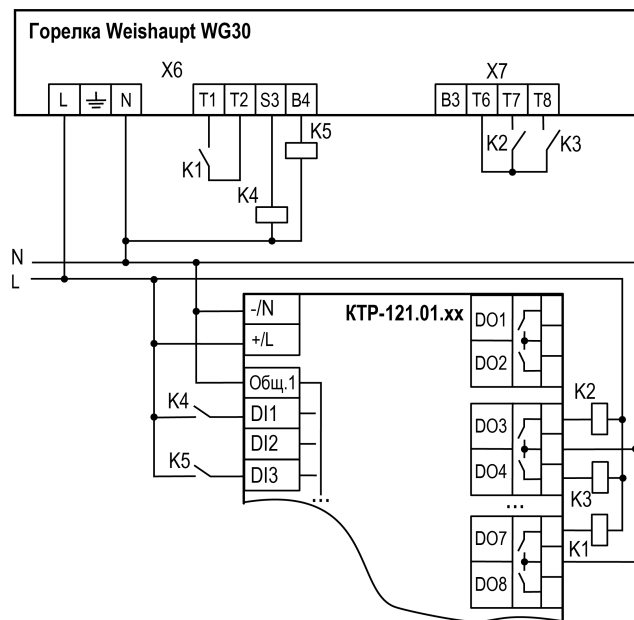 Горелка Weishaupt WG30
X6
X7
L
N
T1
T2
S3
B4
B3
T6
T7
T8
K5
K1
K2
K3
K4
N
L
-/N
КТР-121.01.xx
+/L
DO1
DO2
Общ.1
K2
K4
DI1
DO3
DI2
K5
DI3
DO4
K3
...
...
DO7
K1
DO8